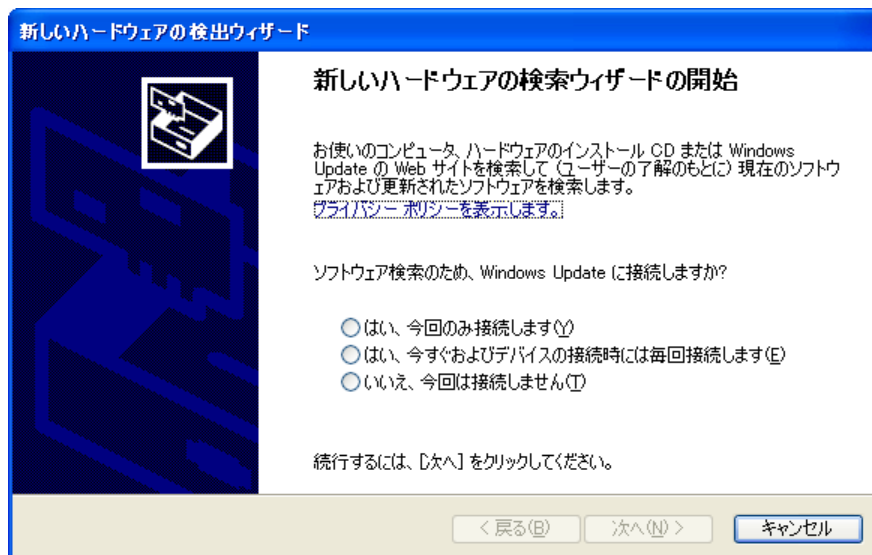 新しいハードウェアの検出ウィザード
新しいハードウェアの検索ウィザードの開始
お使いのコンピュータ、ハードウェアのインストール CD または Windows
Update の Web サイトを検索して (ユーザーの了解のもとに) 現在のソフトウ
ェアおよび更新されたソフトウェアを検索します。
プライバシー ポリシーを表示します。
ソフトウェア検索のため、Windows Update に接続しますか?
はい、今回のみ接続します(Y)
はい、今すぐおよびデバイスの接続時には毎回接続します(E)
いいえ、今回は接続しません(T)
続行するには、[次へ] をクリックしてください。
< 戻る(B) 次へ(N) > キャンセル